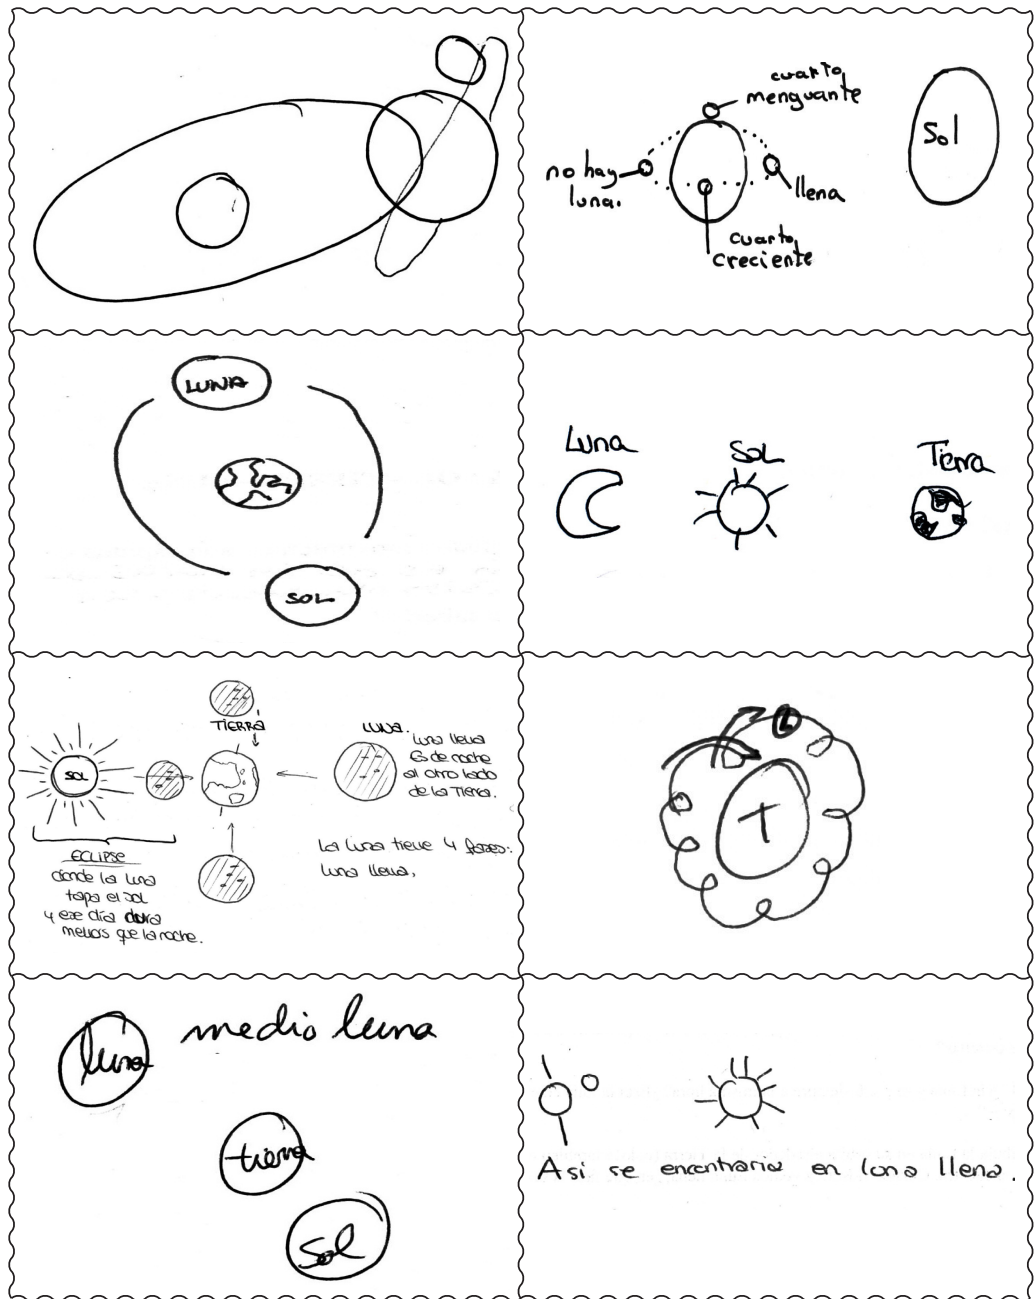 cuarto
menguante
Sol
no hay
luna.
llena
cuarto
creciente
LUNA
SOL
Luna
SOL
Tierra
TIERRA
SOL
LUNA.
luna llena
Es de noche
al otro lado
de la Tierra.
ECLIPSE
donde la luna
tapa el sol
y ese día dura
menos que la noche.
La luna tiene 4 fases:
luna llena,
L
T
luna
medio luna
tierra
Sol
Asi se encontraria en luna llena.